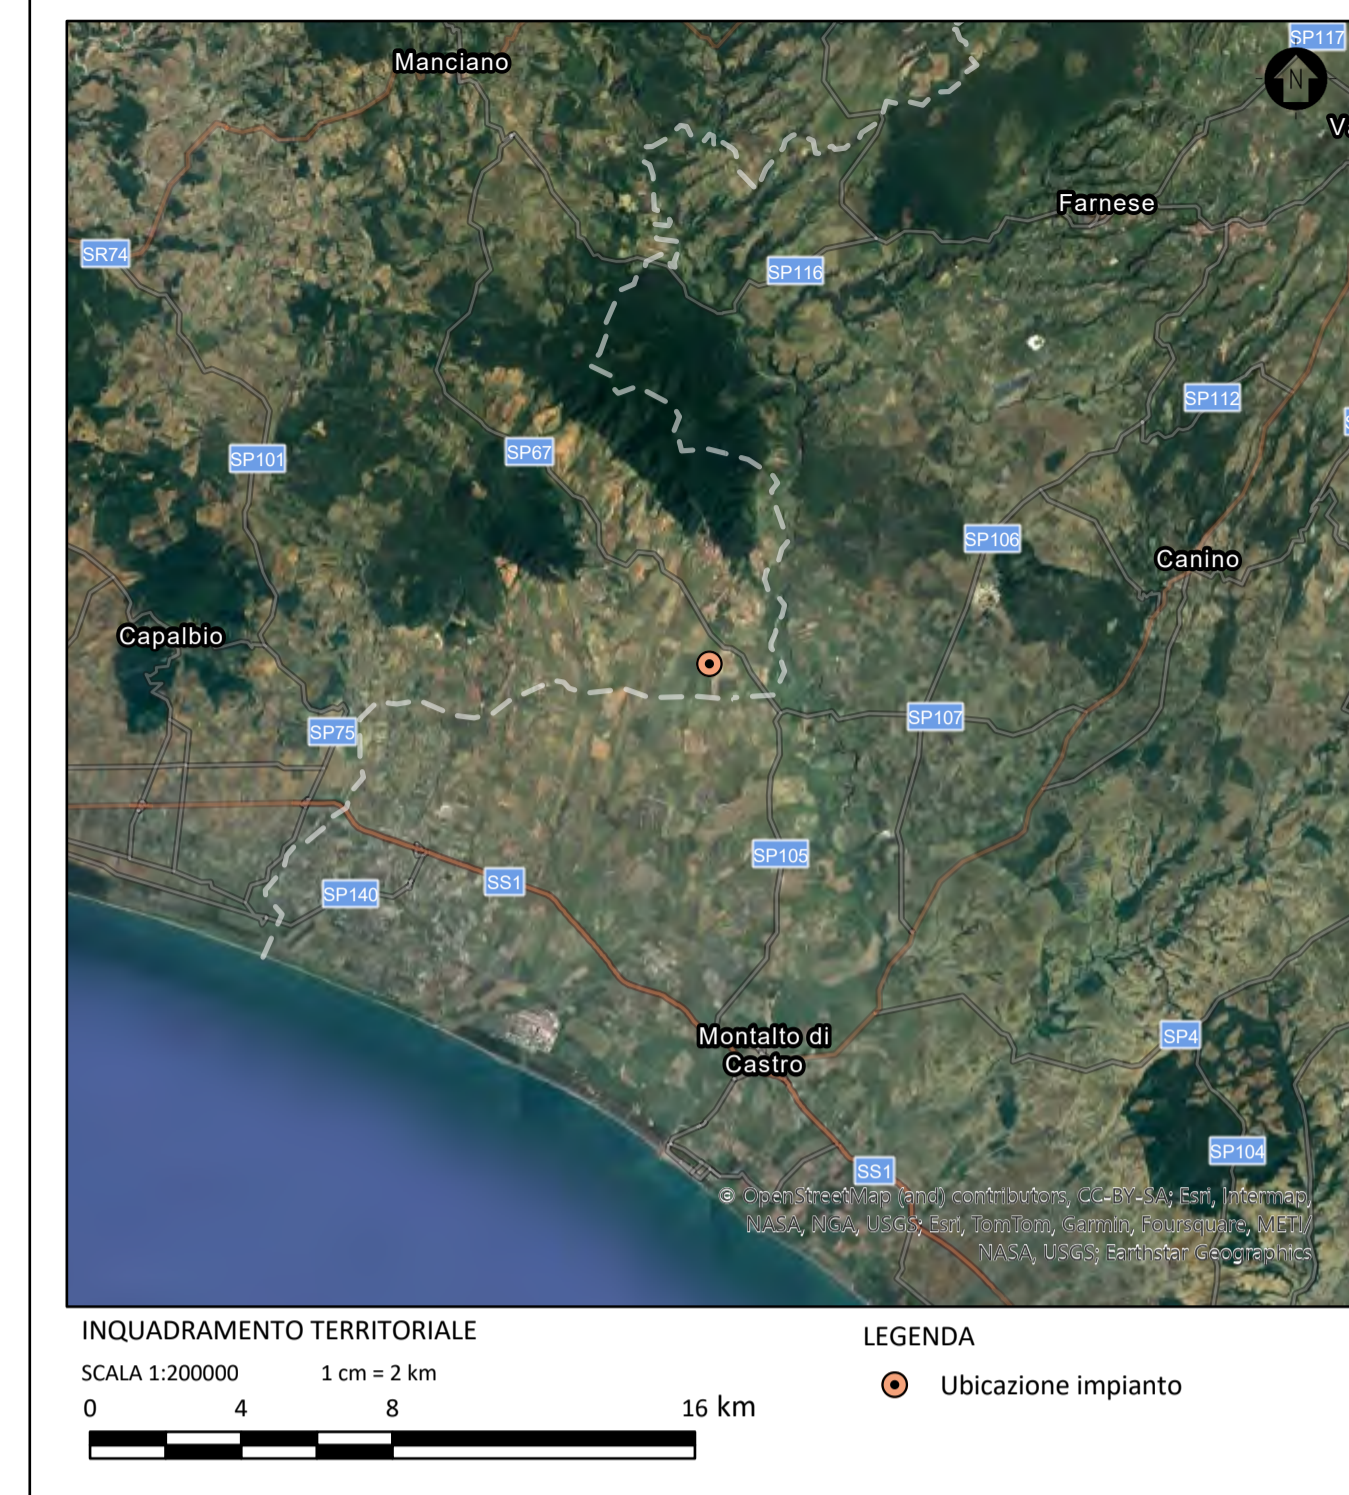 SP117
Manciano
N
Farnese
SR74
SP116
SP112
SP101
SP67
SP106
Canino
Capalbio
SP107
SP75
SP105
SS1
SP140
Montalto di
Castro
SP4
SP104
SS1
© OpenStreetMap (and) contributors, CC-BY-SA; Esri, Intermap,
NASA, NGA, USGS; Esri, TomTom, Garmin, Foursquare, METI/
NASA, USGS; Earthstar Geographics
INQUADRAMENTO TERRITORIALE
SCALA 1:200000 1 cm = 2 km
0 4 8 16 km
LEGENDA
Ubicazione impianto